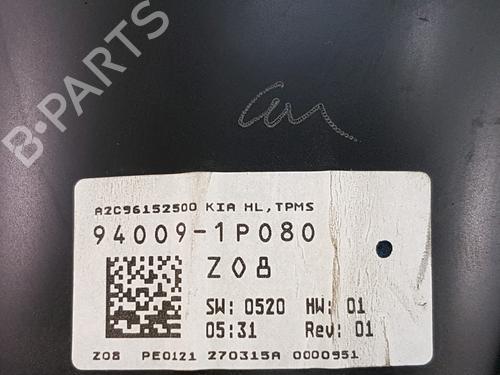 B-PARTS
A2C96152500 KIA HL,TPMS
94009-1P080
Z08
SW: 0520 HW: 01
05:31 Rev: 01
Z08 PE0121 270315A 0000951